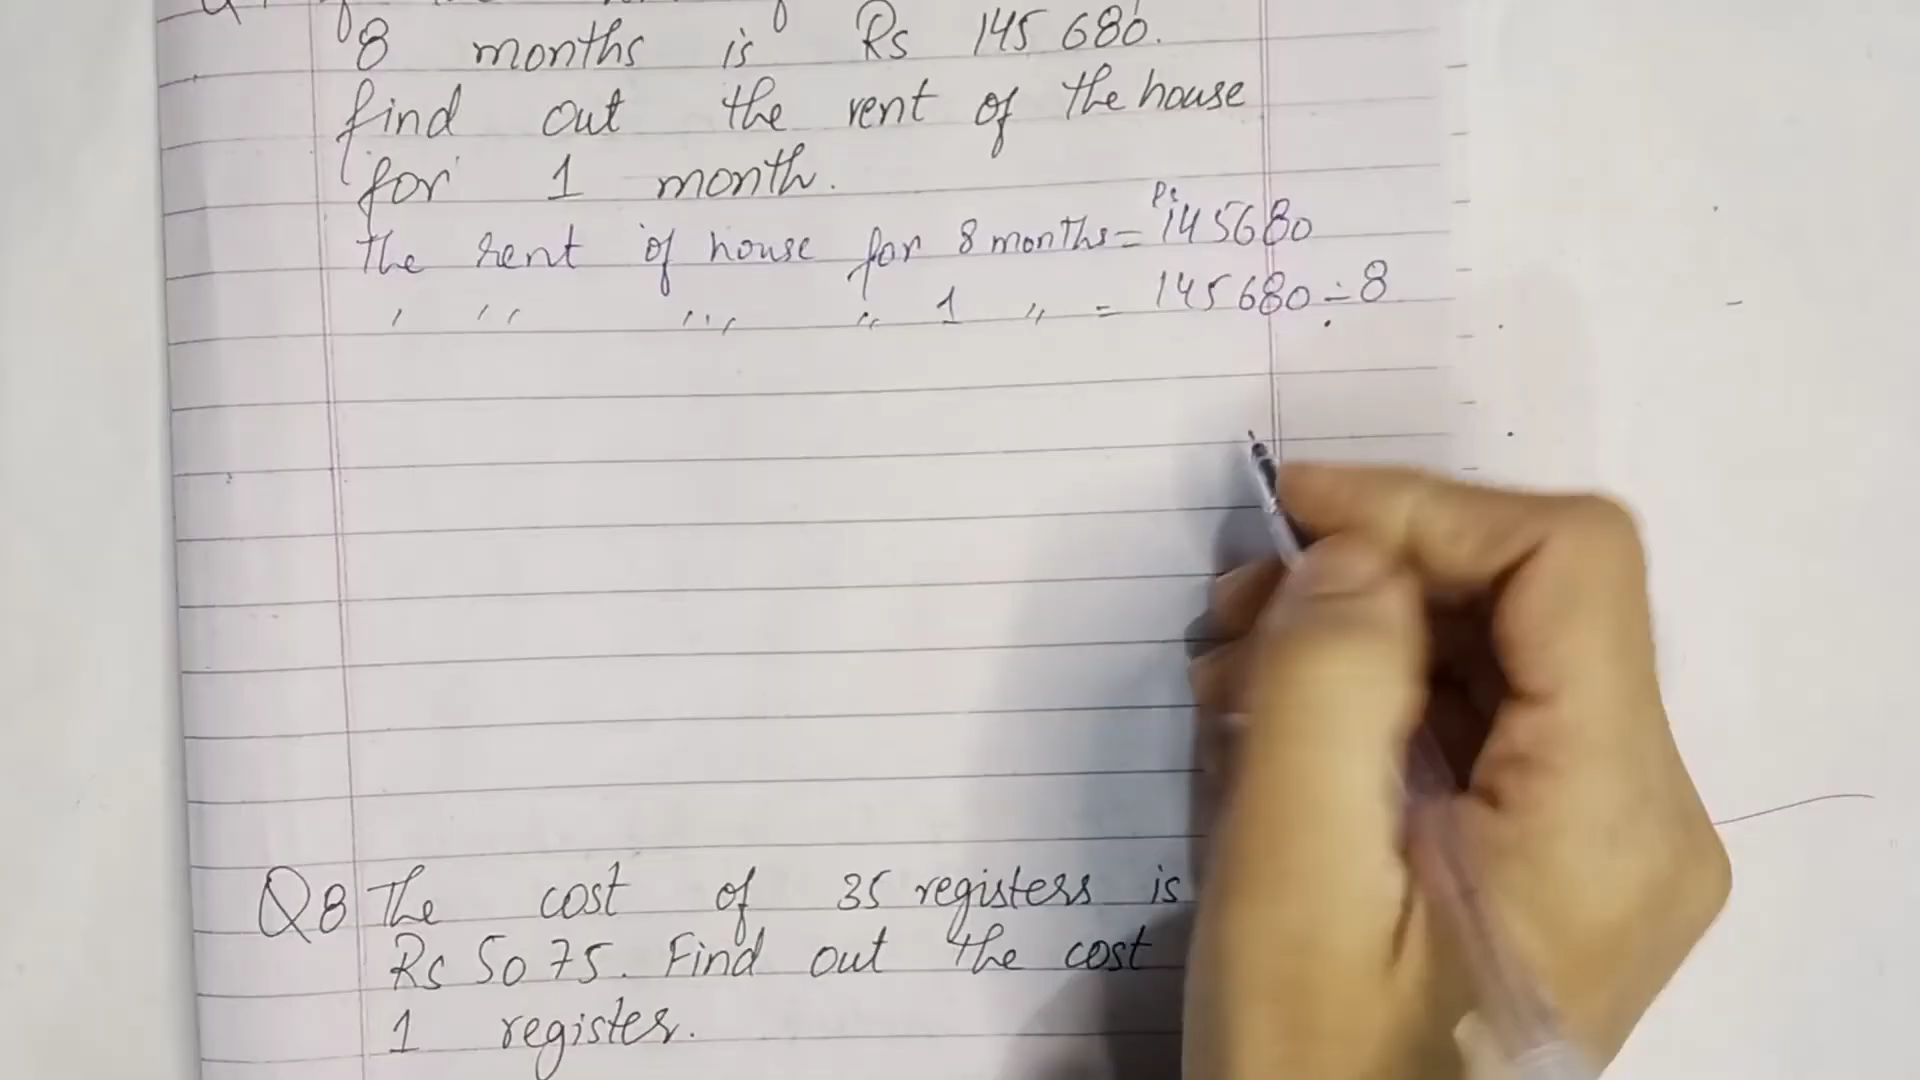 8 months is Rs 145 680.
find out the rent of the house
for 1 month.
The rent of house for 8 months = Rs 145680
" " " " 1 " = 145680 ÷ 8
Q8 The cost of 35 registers is
Rs 5075. Find out the cost
1 register.